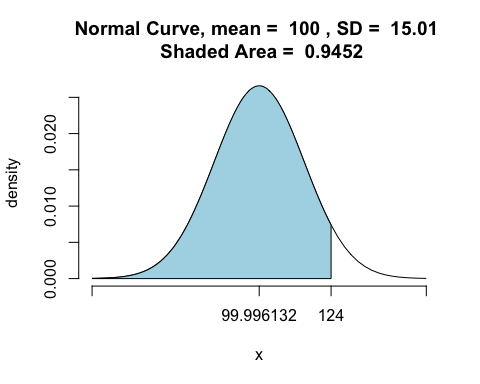 Normal Curve, mean =  100 , SD =  15.01
Shaded Area =  0.9452
density
0.020
0.010
0.000
99.996132
124
x